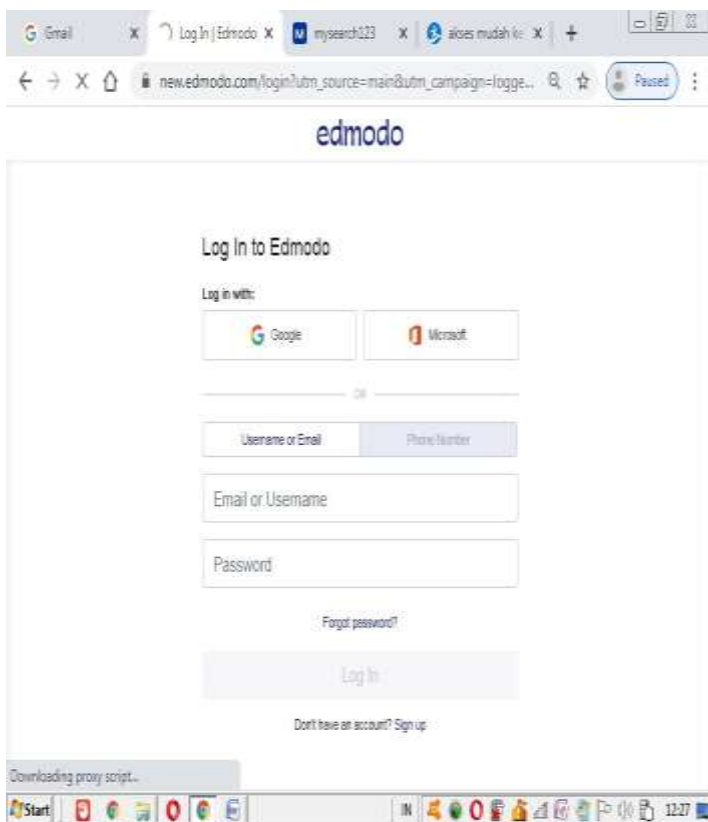 Gmail
Log In | Edmodo
mysearch123
akses mudah ke
new.edmodo.com/login?utm_source=main&utm_campaign=logge...
Paused
edmodo
Log In to Edmodo
Log in with:
Google
Microsoft
OR
Username or Email
Phone Number
Email or Username
Password
Forgot password?
Log In
Don't have an account? Sign up
Downloading proxy script...
Start
IN
12:27